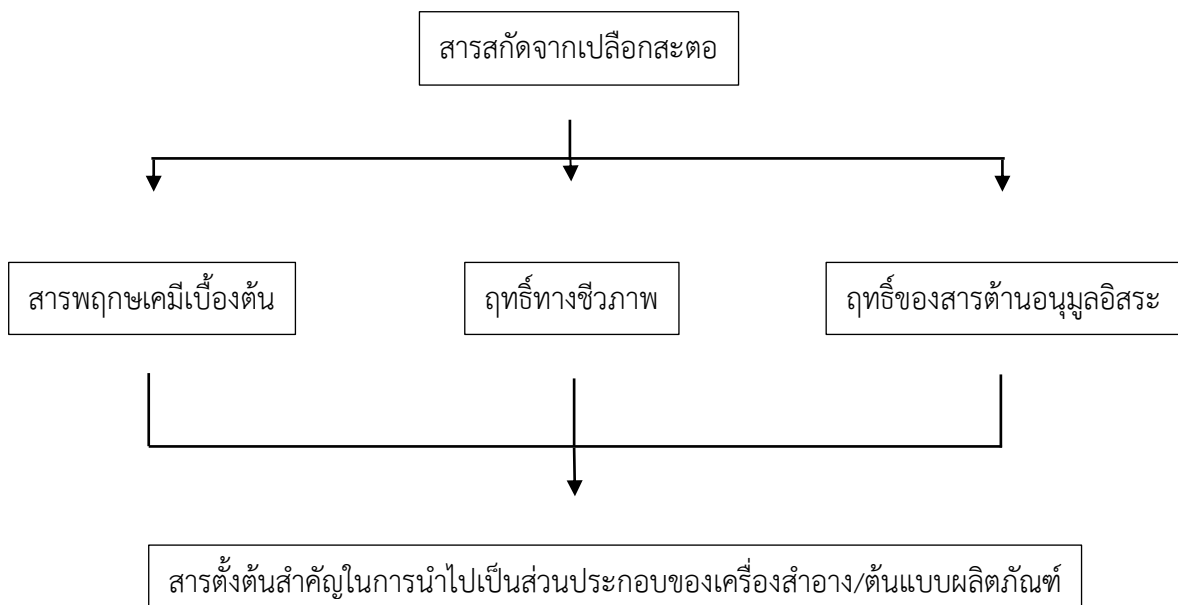 สารสกัดจากเปลือกสะตอ
สารพฤกษเคมีเบื้องต้น
ฤทธิ์ทางชีวภาพ
ฤทธิ์ของสารต้านอนุมูลอิสระ
สารตั้งต้นสำคัญในการนำไปเป็นส่วนประกอบของเครื่องสำอาง/ต้นแบบผลิตภัณฑ์